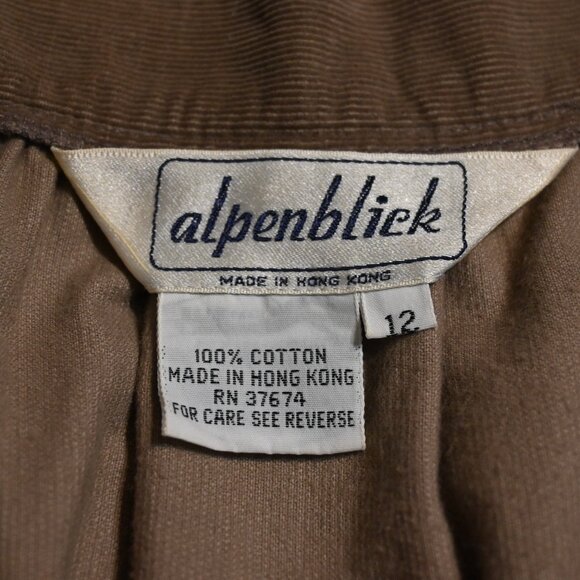 alpenblick
MADE IN HONG KONG
12
100% COTTON
MADE IN HONG KONG
RN 37674
FOR CARE SEE REVERSE